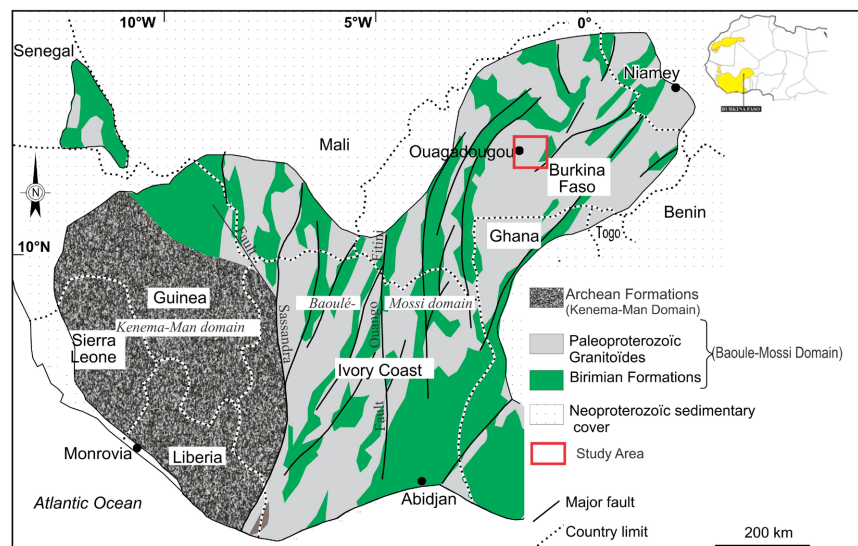 10°W
5°W
0°
Senegal
Niamey
BURKINA FASO
Mali
Ouagadougou
Burkina
Faso
N
Benin
Ghana
Togo
10°N
Fault
Fitini
Guinea
Archean Formations
(Kenema-Man Domain)
Sassandra
Baoulé-
Mossi domain
Ouango
Kenema-Man domain
Sierra
Leone
Paleoproterozoïc
Granitoïdes
(Baoule-Mossi Domain)
Ivory Coast
Birimian Formations
Fault
Neoproterozoïc sedimentary
cover
Monrovia
Liberia
Study Area
Abidjan
Atlantic Ocean
Major fault
Country limit
200 km